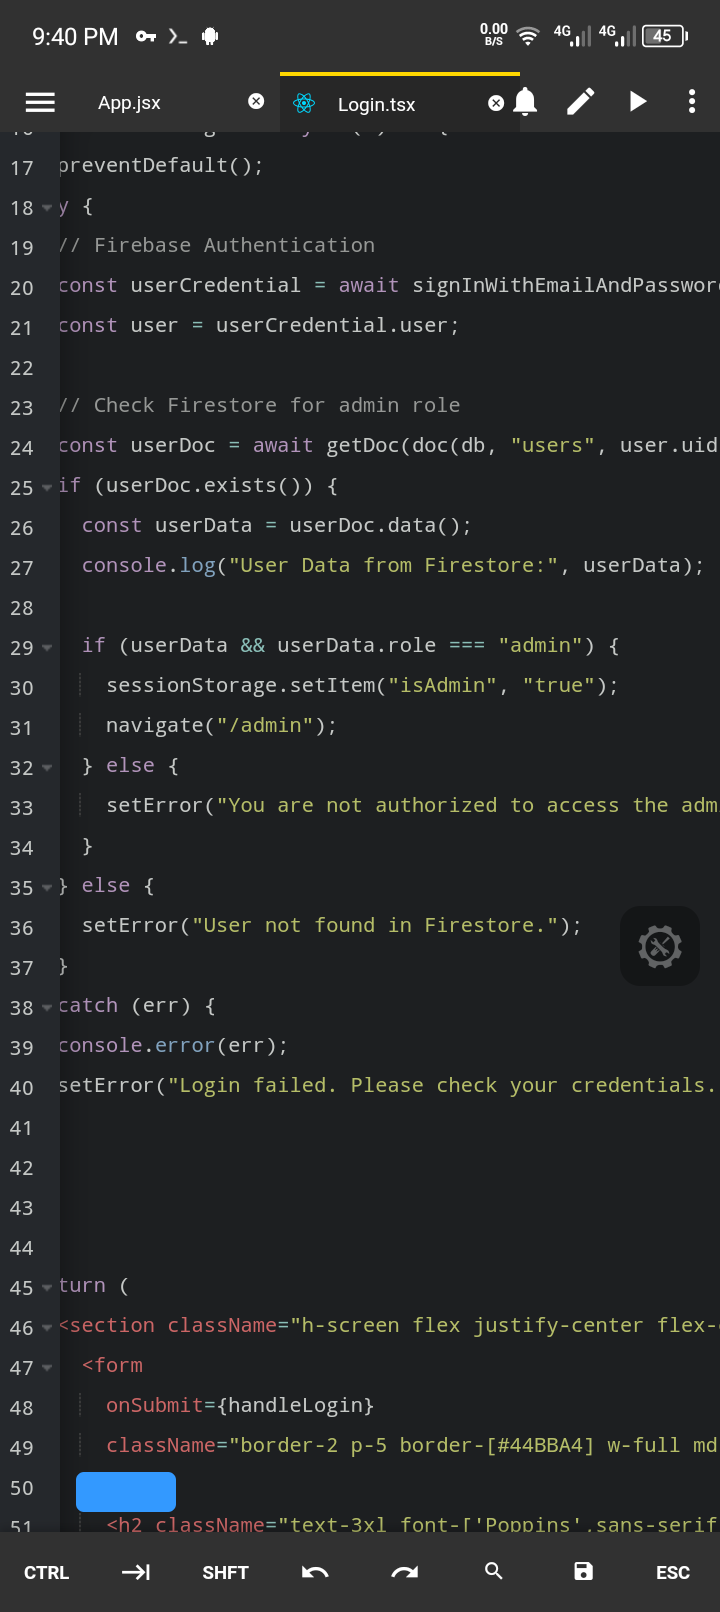 9:40 PM 0.00 B/S 4G 4G 45
App.jsx Login.tsx
17 preventDefault();
18 y {
19 // Firebase Authentication
20 const userCredential = await signInWithEmailAndPasswor
21 const user = userCredential.user;
22
23 // Check Firestore for admin role
24 const userDoc = await getDoc(doc(db, "users", user.uid
25 if (userDoc.exists()) {
26 const userData = userDoc.data();
27 console.log("User Data from Firestore:", userData);
28
29 if (userData && userData.role === "admin") {
30 sessionStorage.setItem("isAdmin", "true");
31 navigate("/admin");
32 } else {
33 setError("You are not authorized to access the adm
34 }
35 } else {
36 setError("User not found in Firestore.");
37 }
38 catch (err) {
39 console.error(err);
40 setError("Login failed. Please check your credentials.
41
42
43
44
45 turn (
46 <section className="h-screen flex justify-center flex-
47 <form
48 onSubmit={handleLogin}
49 className="border-2 p-5 border-[#44BBA4] w-full md
50
51 <h2 className="text-3xl font-['Poppins',sans-serif
CTRL SHFT ESC